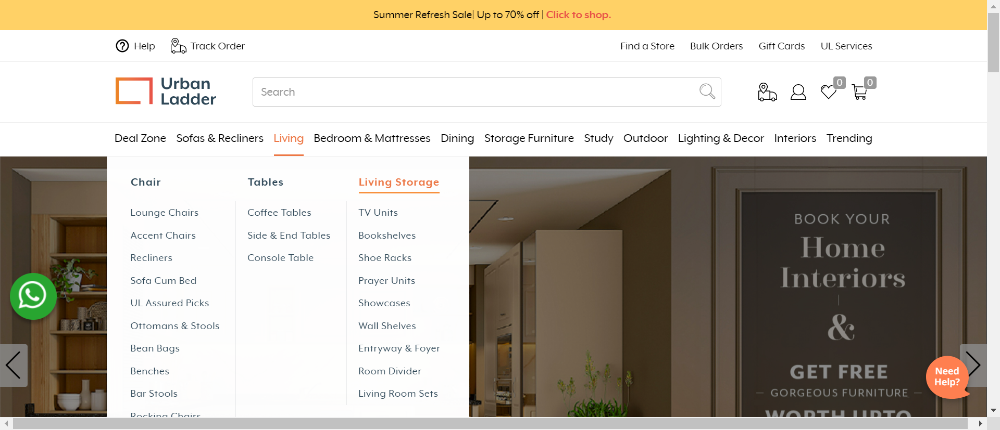 Summer Refresh Sale| Up to 70% off | Click to shop.
Help Track Order Find a Store Bulk Orders Gift Cards UL Services
Urban
Ladder
Search
0 0
Deal Zone Sofas & Recliners Living Bedroom & Mattresses Dining Storage Furniture Study Outdoor Lighting & Decor Interiors Trending
Chair
Lounge Chairs
Accent Chairs
Recliners
Sofa Cum Bed
UL Assured Picks
Ottomans & Stools
Bean Bags
Benches
Bar Stools
Rocking Chairs
Tables
Coffee Tables
Side & End Tables
Console Table
Living Storage
TV Units
Bookshelves
Shoe Racks
Prayer Units
Showcases
Wall Shelves
Entryway & Foyer
Room Divider
Living Room Sets
BOOK YOUR
Home
Interiors
&
GET FREE
GORGEOUS FURNITURE
WORTH UPTO
Need
Help?